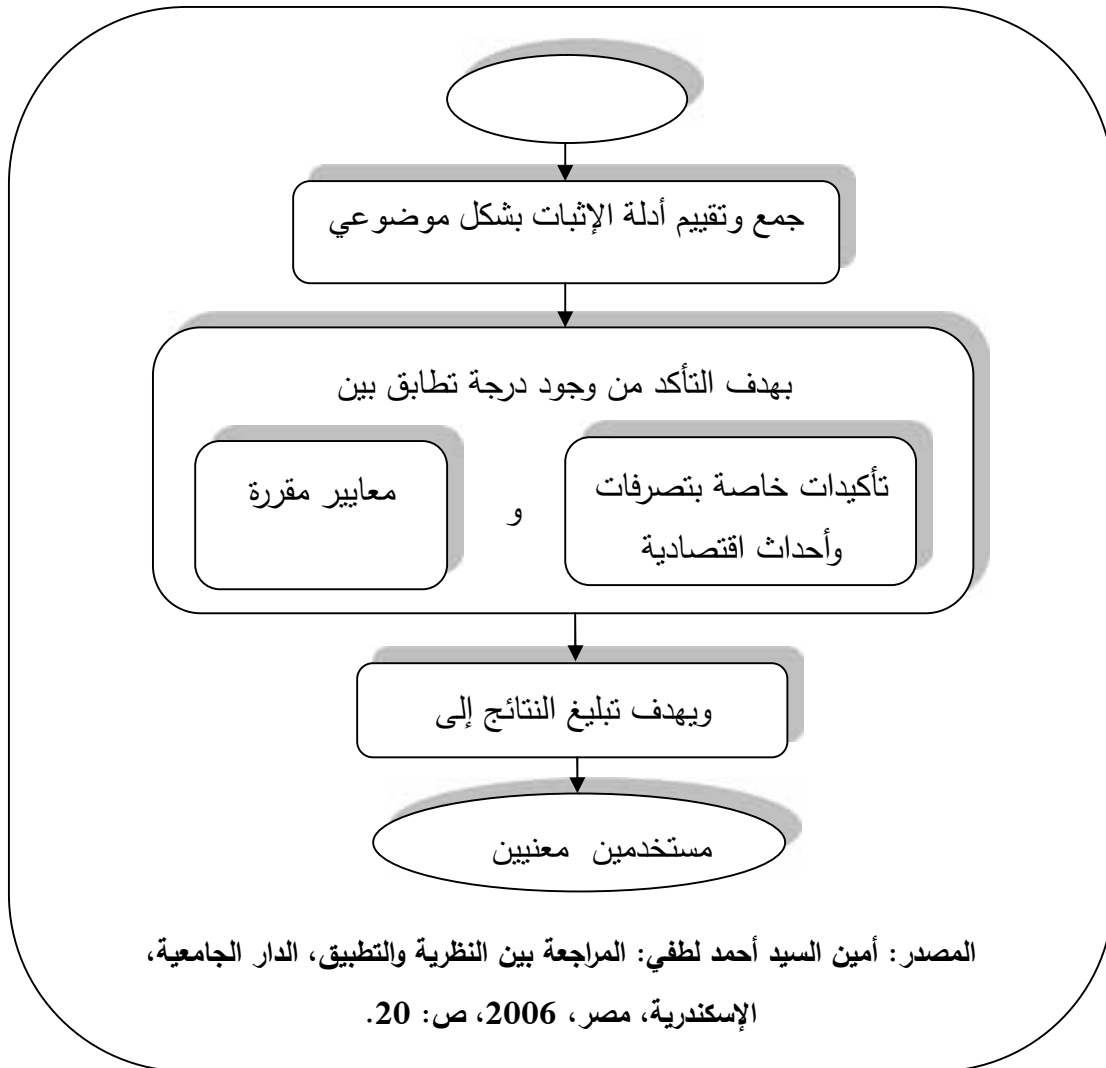 جمع وتقييم أدلة الإثبات بشكل موضوعي
بهدف التأكد من وجود درجة تطابق بين
تأكيدات خاصة بتصرفات
وأحداث اقتصادية
و
معايير مقررة
ويهدف تبليغ النتائج إلى
مستخدمين معنيين
المصدر: أمين السيد أحمد لطفي: المراجعة بين النظرية والتطبيق، الدار الجامعية،
الإسكندرية، مصر، 2006، ص: 20.